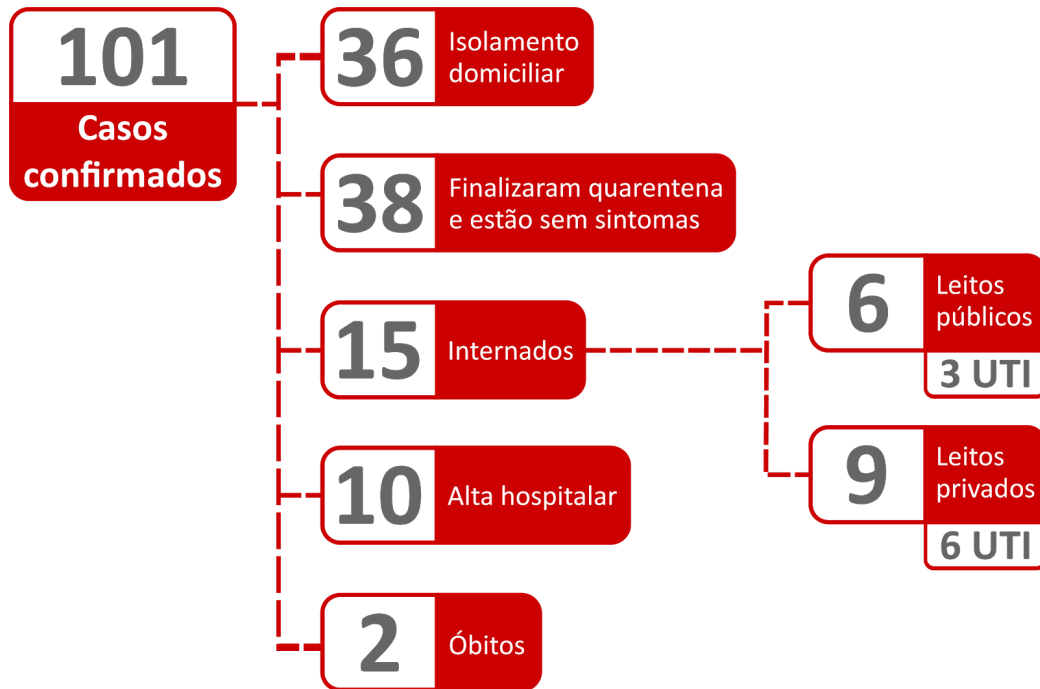 101
Casos
confirmados
36
Isolamento
domiciliar
38
Finalizaram quarentena
e estão sem sintomas
15
Internados
6
Leitos
públicos
3 UTI
9
Leitos
privados
6 UTI
10
Alta hospitalar
2
Óbitos